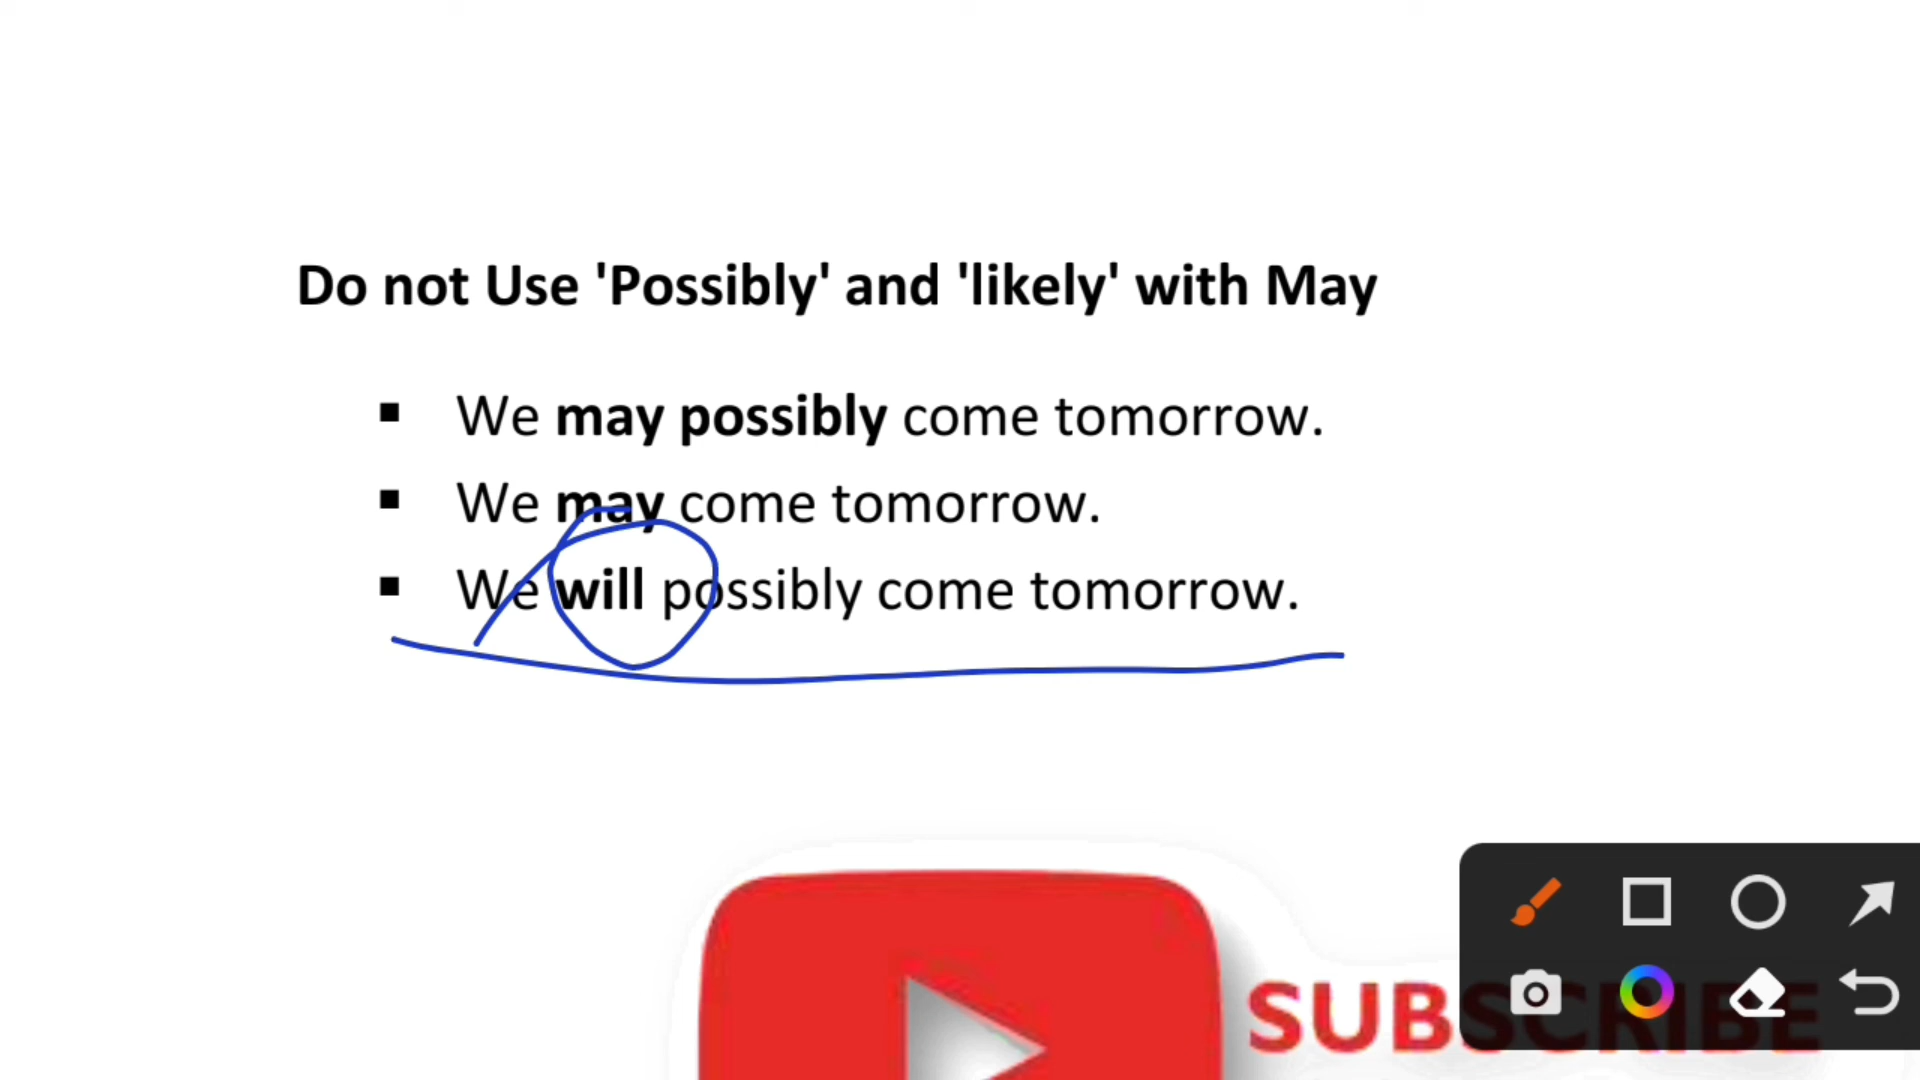 Do not Use 'Possibly' and 'likely' with May
▪ We may possibly come tomorrow.
▪ We may come tomorrow.
▪ We will possibly come tomorrow.
SUBSCRIBE